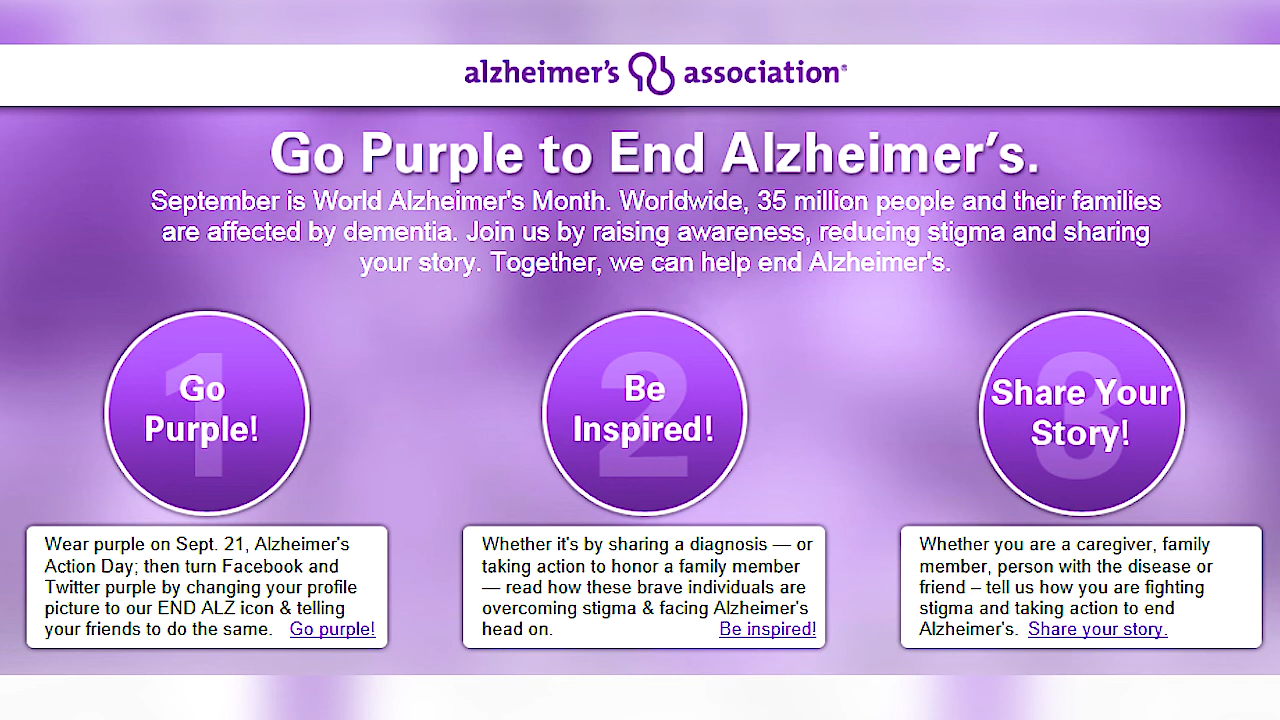 alzheimer's association®
Go Purple to End Alzheimer’s.
September is World Alzheimer's Month. Worldwide, 35 million people and their families
are affected by dementia. Join us by raising awareness, reducing stigma and sharing
your story. Together, we can help end Alzheimer's.
1
Go
Purple!
Wear purple on Sept. 21, Alzheimer's
Action Day; then turn Facebook and
Twitter purple by changing your profile
picture to our END ALZ icon & telling
your friends to do the same. Go purple!
2
Be
Inspired!
Whether it's by sharing a diagnosis — or
taking action to honor a family member
— read how these brave individuals are
overcoming stigma & facing Alzheimer's
head on. Be inspired!
3
Share Your
Story!
Whether you are a caregiver, family
member, person with the disease or
friend – tell us how you are fighting
stigma and taking action to end
Alzheimer's. Share your story.